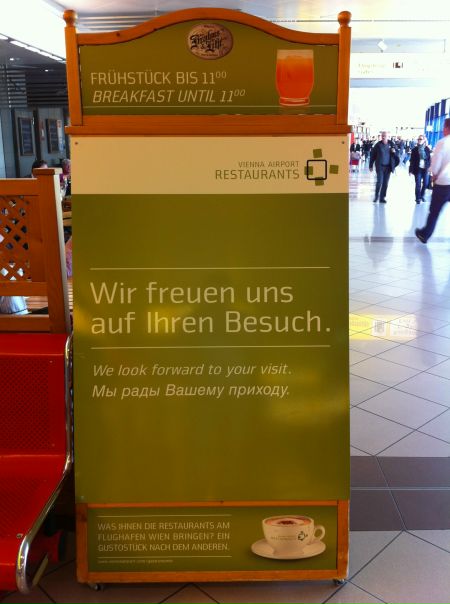 FRÜHSTÜCK BIS 11⁰⁰
BREAKFAST UNTIL 11⁰⁰
VIENNA AIRPORT
RESTAURANTS
Wir freuen uns
auf Ihren Besuch.
We look forward to your visit.
Мы рады Вашему приходу.
WAS IHNEN DIE RESTAURANTS AM
FLUGHAFEN WIEN BRINGEN? EIN
GUSTOSTÜCK NACH DEM ANDEREN.